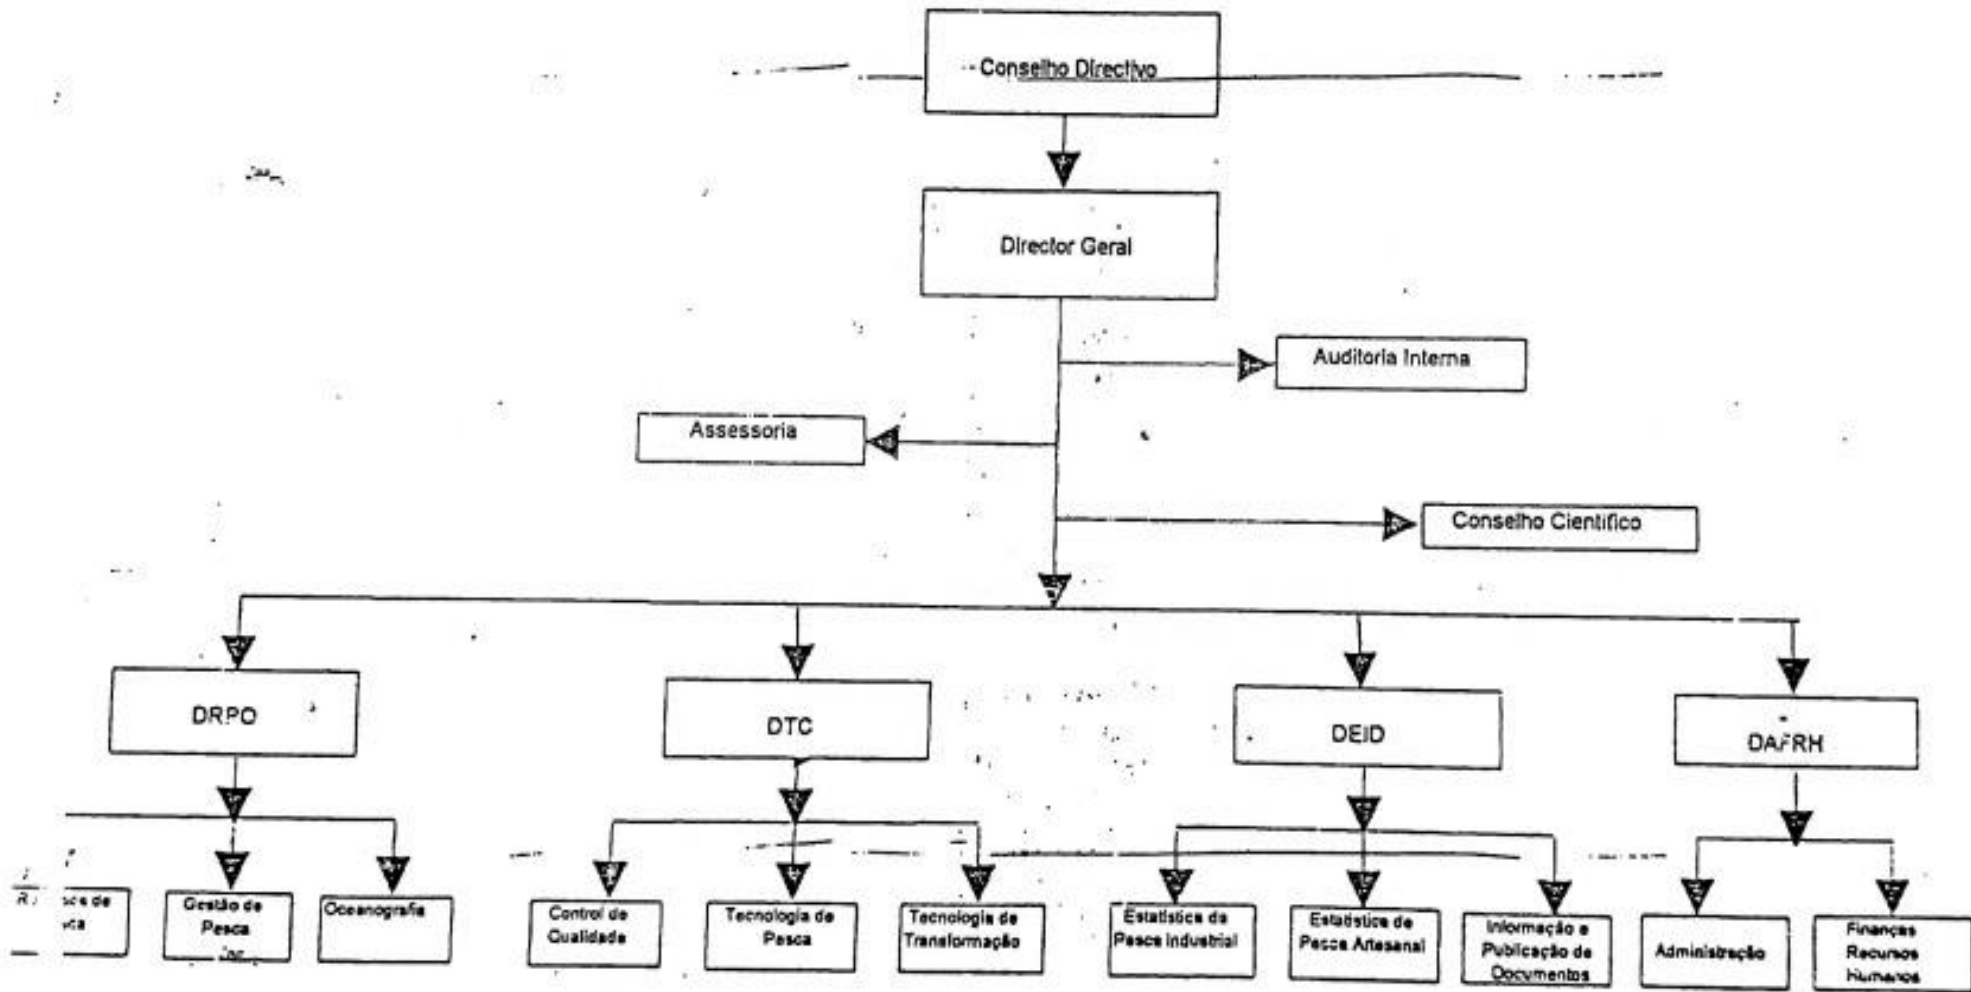 Conselho Directivo
Director Geral
Auditoria Interna
Assessoria
Conselho Cientifico
DRPO
DTC
DEID
DAFRH
de
Gestão de
Pesca
Oceanografia
Control de
Qualidade
Tecnologia de
Pesca
Tecnologia de
Transformação
Estatística da
Pesca Industrial
Estatística de
Pesca Artesanal
Informação e
Publicação de
Documentos
Administração
Finanças
Recursos
Humanos